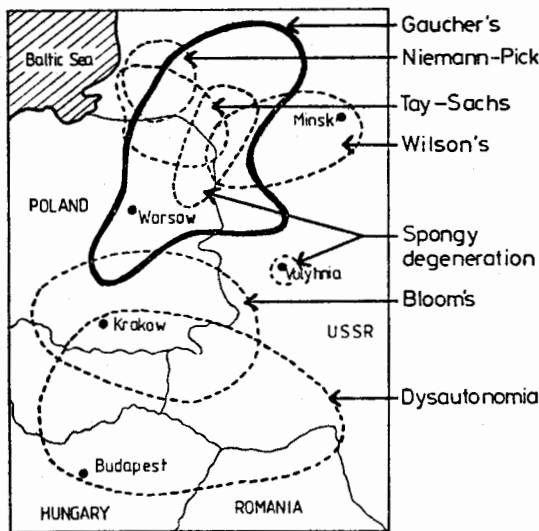 Gaucher's
Baltic Sea
Niemann-Pick
Tay-Sachs
Minsk
Wilson's
POLAND
Warsow
Spongy
degeneration
Volyhnia
Bloom's
Krakow
USSR
Dysautonomia
Budapest
HUNGARY
ROMANIA